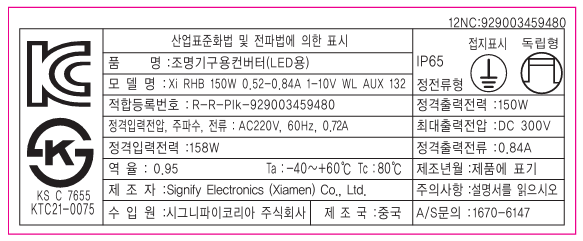 12NC:929003459480
산업표준화법 및 전파법에 의한 표시
품 명 :조명기구용컨버터(LED용)
모 델 명 :Xi RHB 150W 0.52-0.84A 1-10V WL AUX 132
적합등록번호 : R-R-PIk-929003459480
정격입력전압, 주파수, 전류 : AC220V, 60Hz, 0.72A
정격입력전력 :158W
역 율 : 0.95 Ta : -40~+60℃ Tc :80℃
제 조 자 :Signify Electronics (Xiamen) Co., Ltd.
수 입 원 :시그니파이코리아 주식회사 제 조 국 :중국
IP65 접지표시 독립형
정전류형
정격출력전력 :150W
최대출력전압 :DC 300V
정격출력전류 :0.84A
제조년월 :제품에 표기
주의사항 :설명서를 읽으시오
A/S문의 :1670-6147
KS C 7655
KTC21-0075